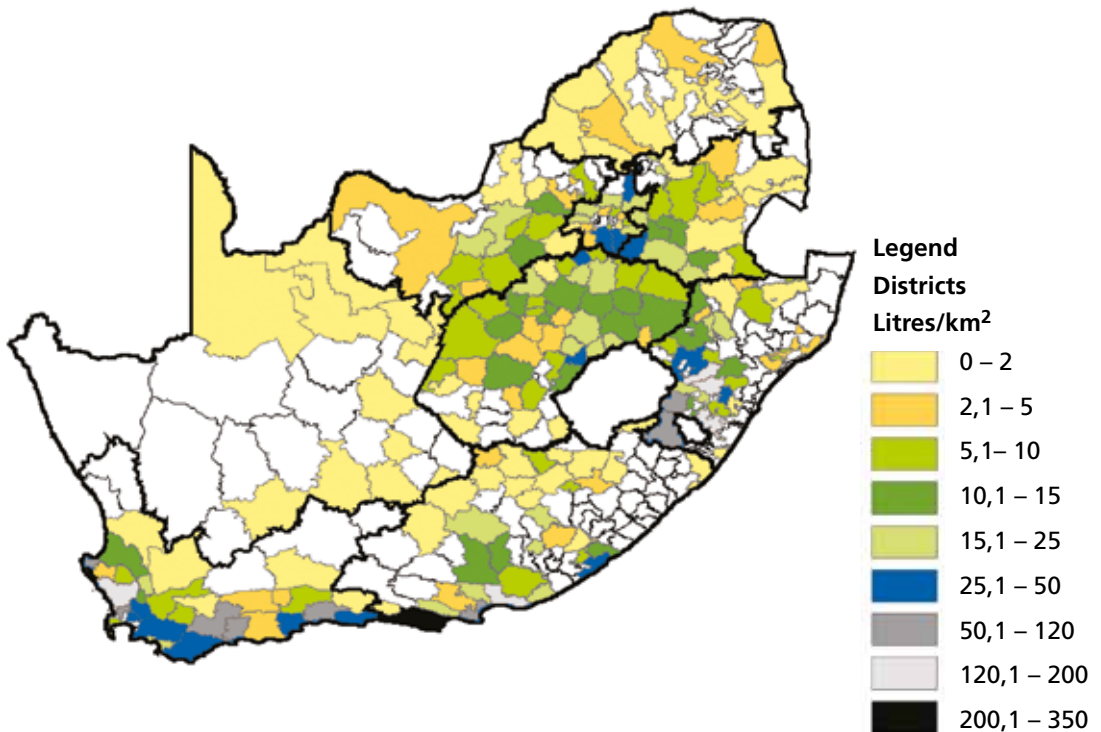 Legend
Districts
Litres/km²
0 – 2
2,1 – 5
5,1– 10
10,1 – 15
15,1 – 25
25,1 – 50
50,1 – 120
120,1 – 200
200,1 – 350